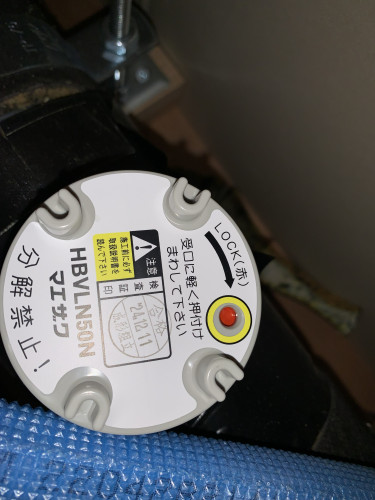 LOCK(赤)
受口に軽く押付け
まわして下さい
注意
施工前に必ず
取扱説明書を
読んで下さい
検査証印
合格
'24.12.11
HBVLN50N
マエザワ
分解禁止!